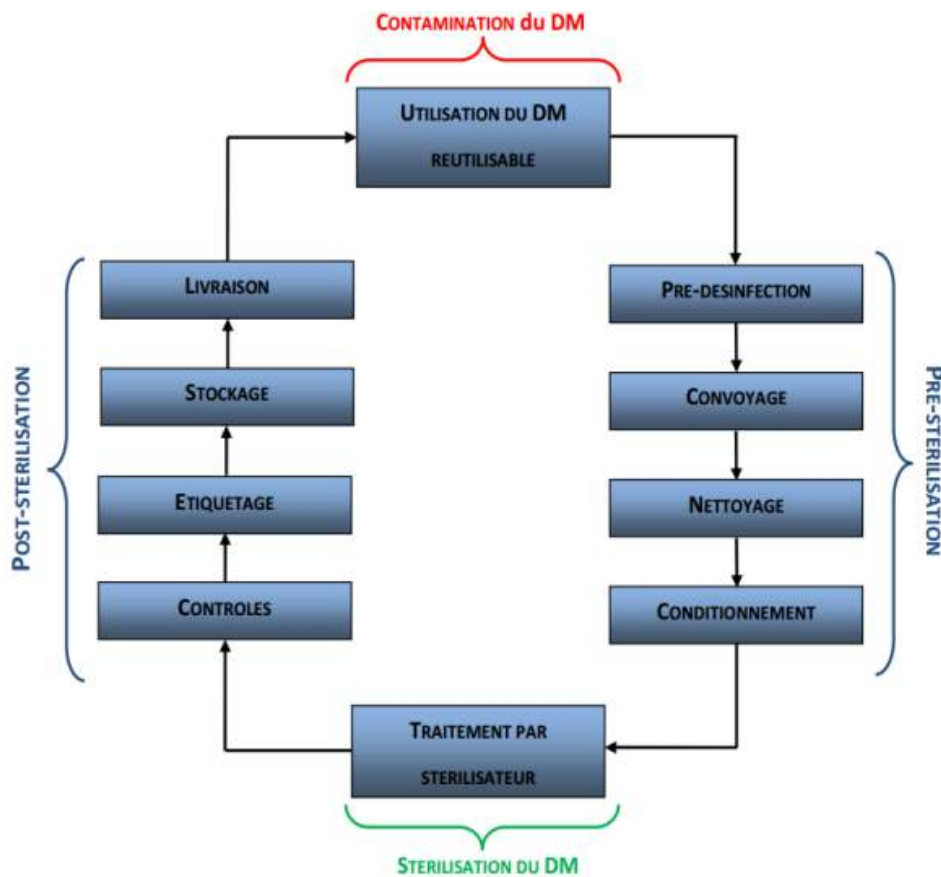 CONTAMINATION du DM
UTILISATION DU DM
REUTILISABLE
LIVRAISON
PRE-DESINFECTION
STOCKAGE
CONVOYAGE
POST-STERILISATION
PRE-STERILISATION
ETIQUETAGE
NETTOYAGE
CONTROLES
CONDITIONNEMENT
TRAITEMENT PAR
STERILISATEUR
STERILISATION DU DM